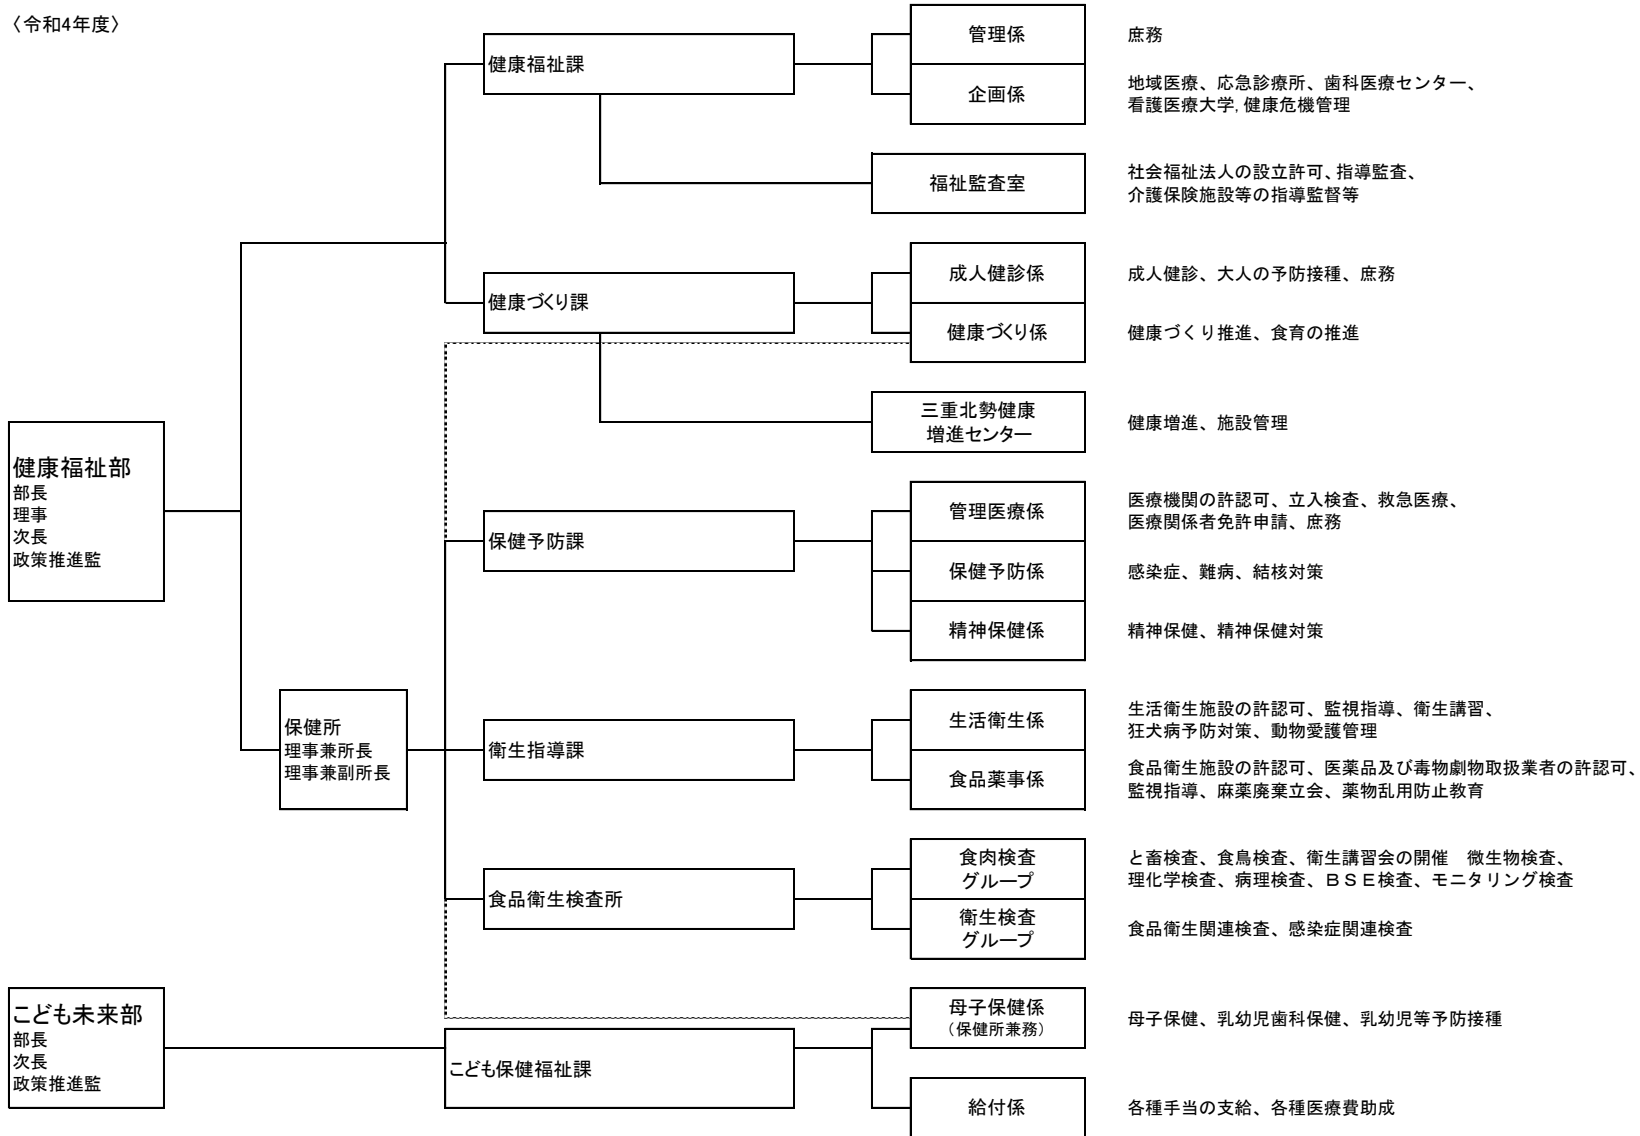 〈令和4年度〉
健康福祉課
管理係
庶務
企画係
地域医療、応急診療所、歯科医療センター、
看護医療大学,健康危機管理
福祉監査室
社会福祉法人の設立許可、指導監査、
介護保険施設等の指導監督等
健康づくり課
成人健診係
成人健診、大人の予防接種、庶務
健康づくり係
健康づくり推進、食育の推進
三重北勢健康
増進センター
健康増進、施設管理
健康福祉部
部長
理事
次長
政策推進監
保健予防課
管理医療係
医療機関の許認可、立入検査、救急医療、
医療関係者免許申請、庶務
保健予防係
感染症、難病、結核対策
精神保健係
精神保健、精神保健対策
保健所
理事兼所長
理事兼副所長
衛生指導課
生活衛生係
生活衛生施設の許認可、監視指導、衛生講習、
狂犬病予防対策、動物愛護管理
食品薬事係
食品衛生施設の許認可、医薬品及び毒物劇物取扱業者の許認可、
監視指導、麻薬廃棄立会、薬物乱用防止教育
食品衛生検査所
食肉検査
グループ
と畜検査、食鳥検査、衛生講習会の開催　微生物検査、
理化学検査、病理検査、ＢＳＥ検査、モニタリング検査
衛生検査
グループ
食品衛生関連検査、感染症関連検査
こども未来部
部長
次長
政策推進監
こども保健福祉課
母子保健係
（保健所兼務）
母子保健、乳幼児歯科保健、乳幼児等予防接種
給付係
各種手当の支給、各種医療費助成